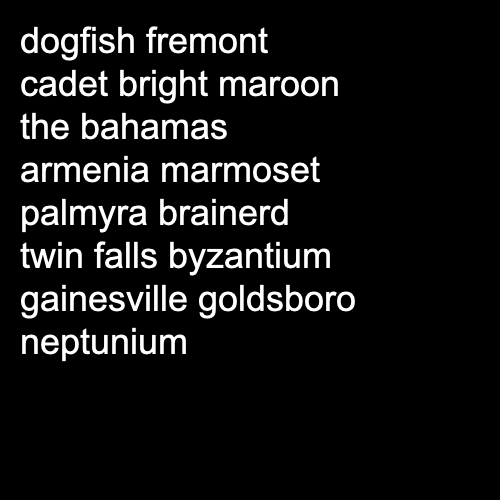 dogfish fremont
cadet bright maroon
the bahamas
armenia marmoset
palmyra brainerd
twin falls byzantium
gainesville goldsboro
neptunium